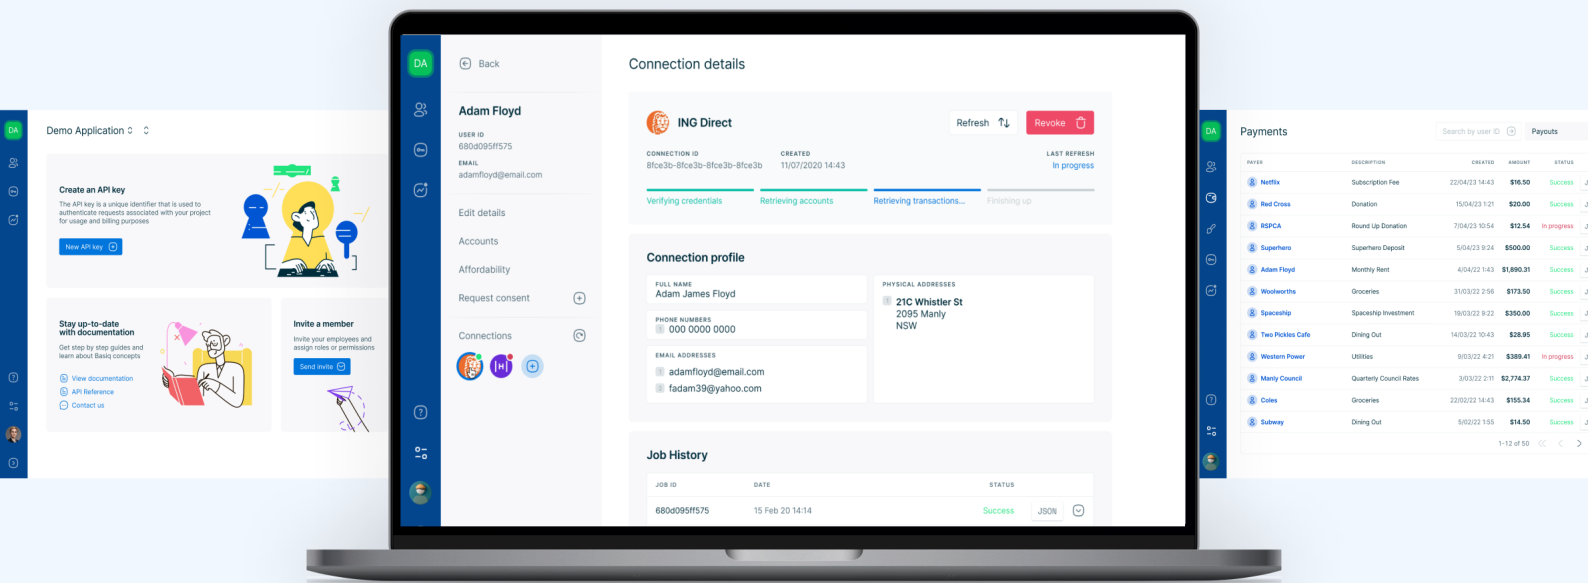 DA
Demo Application
Create an API key
The API key is a unique identifier that is used to
authenticate requests associated with your project
for usage and billing purposes
New API key
Stay up-to-date
with documentation
Get step by step guides and
learn about Basiq concepts
View documentation
API Reference
Contact us
Invite a member
Invite your employees and
assign roles or permissions
Send invite
DA
Back
Adam Floyd
USER ID
680d095ff575
EMAIL
adamfloyd@email.com
Edit details
Accounts
Affordability
Request consent
Connections
Connection details
ING Direct
Refresh
Revoke
CONNECTION ID
8fce3b-8fce3b-8fce3b-8fce3b
CREATED
11/07/2020 14:43
LAST REFRESH
In progress
Verifying credentials
Retrieving accounts
Retrieving transactions...
Finishing up
Connection profile
FULL NAME
Adam James Floyd
PHONE NUMBERS
1 000 0000 0000
EMAIL ADDRESSES
1 adamfloyd@email.com
2 fadam39@yahoo.com
PHYSICAL ADDRESSES
1 21C Whistler St
2095 Manly
NSW
Job History
JOB ID DATE STATUS
680d095ff575 15 Feb 20 14:14 Success JSON
DA
Payments
Search by user ID
Payouts
PAYER DESCRIPTION CREATED AMOUNT STATUS
Netflix Subscription Fee 22/04/23 14:43 $16.50 Success J
Red Cross Donation 15/04/23 1:21 $20.00 Success J
RSPCA Round Up Donation 7/04/23 10:54 $12.54 In progress J
Superhero Superhero Deposit 5/04/23 9:24 $500.00 Success J
Adam Floyd Monthly Rent 4/04/22 1:43 $1,890.31 Success J
Woolworths Groceries 31/03/22 2:56 $173.50 Success J
Spaceship Spaceship Investment 19/03/22 9:22 $350.00 Success J
Two Pickles Cafe Dining Out 14/03/22 10:43 $28.95 Success J
Western Power Utilities 9/03/22 4:21 $389.41 In progress J
Manly Council Quarterly Council Rates 3/03/22 2:11 $2,774.37 Success J
Coles Groceries 22/02/22 14:43 $155.34 Success J
Subway Dining Out 5/02/22 1:55 $14.50 Success J
1-12 of 50